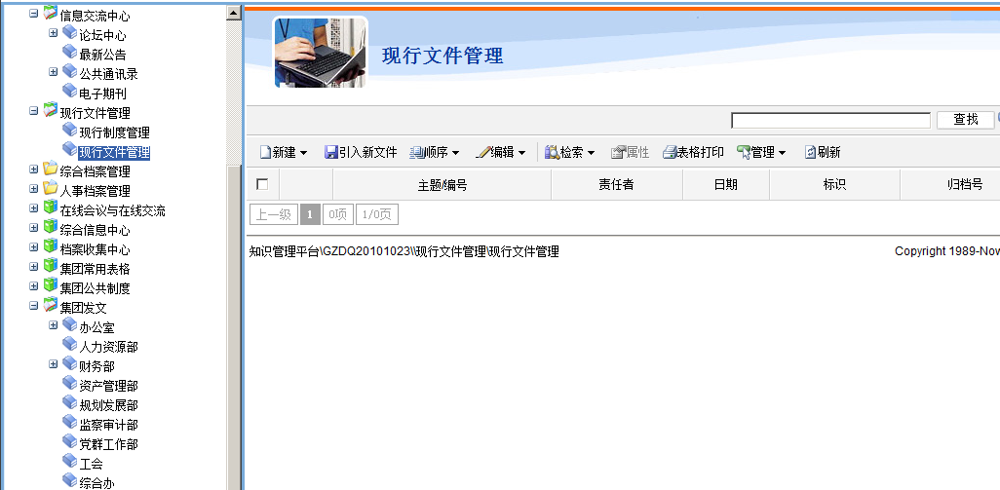 信息交流中心
论坛中心
最新公告
公共通讯录
电子期刊
现行文件管理
现行制度管理
现行文件管理
综合档案管理
人事档案管理
在线会议与在线交流
综合信息中心
档案收集中心
集团常用表格
集团公共制度
集团发文
办公室
人力资源部
财务部
资产管理部
规划发展部
监察审计部
党群工作部
工会
综合办
现行文件管理
查找
新建 引入新文件 顺序 编辑 检索 属性 表格打印 管理 刷新
主题/编号 责任者 日期 标识 归档号
上一级 1 0项 1/0页
知识管理平台\GZDQ20101023\\现行文件管理\现行文件管理 Copyright 1989-Now